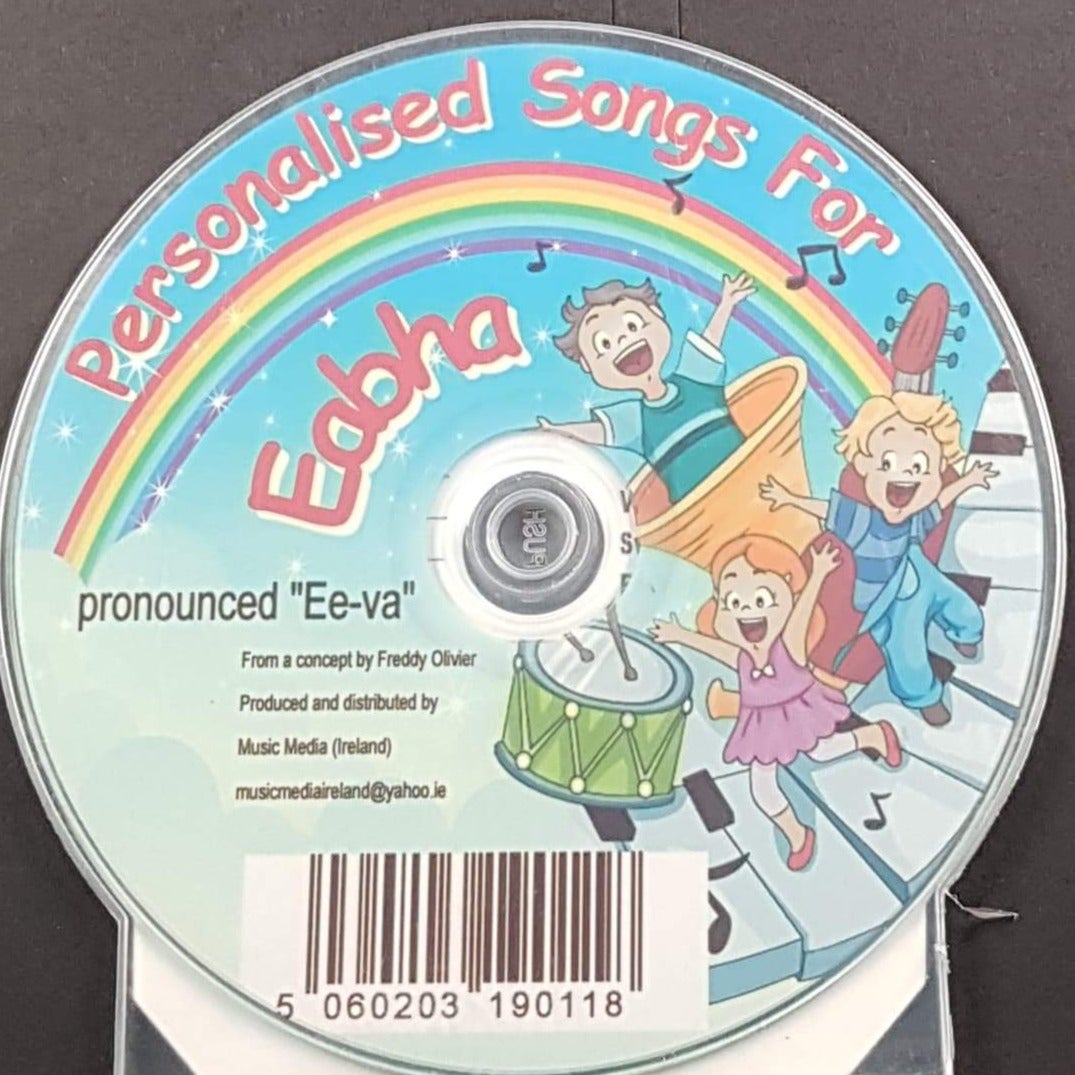 Personalised Songs For
Eabha
pronounced "Ee-va"
From a concept by Freddy Olivier
Produced and distributed by
Music Media (Ireland)
musicmediaireland@yahoo.ie
5 060203 190118